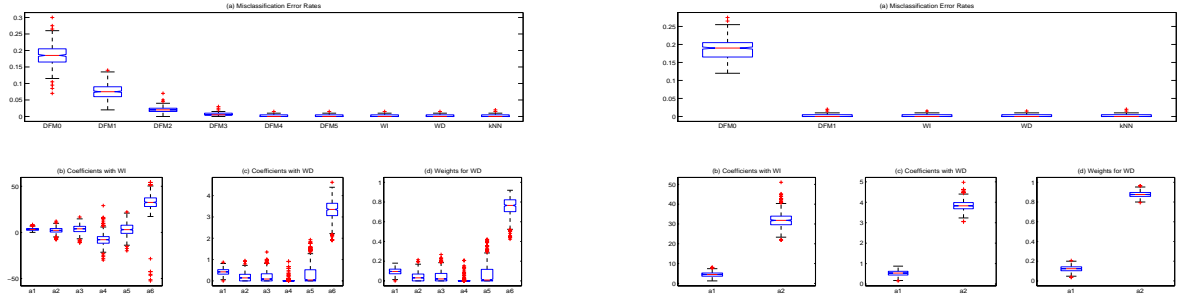 (a) Misclassification Error Rates
0.3
0.25
0.2
0.15
0.1
0.05
0
DFM0 DFM1 DFM2 DFM3 DFM4 DFM5 WI WD kNN
(b) Coefficients with WI
50
0
−50
a1 a2 a3 a4 a5 a6
(c) Coefficients with WD
4
3
2
1
0
a1 a2 a3 a4 a5 a6
(d) Weights for WD
1
0.8
0.6
0.4
0.2
0
a1 a2 a3 a4 a5 a6
(a) Misclassification Error Rates
0.25
0.2
0.15
0.1
0.05
0
DFM0 DFM1 WI WD kNN
(b) Coefficients with WI
50
40
30
20
10
0
a1 a2
(c) Coefficients with WD
5
4
3
2
1
0
a1 a2
(d) Weights for WD
1
0.8
0.6
0.4
0.2
0
a1 a2